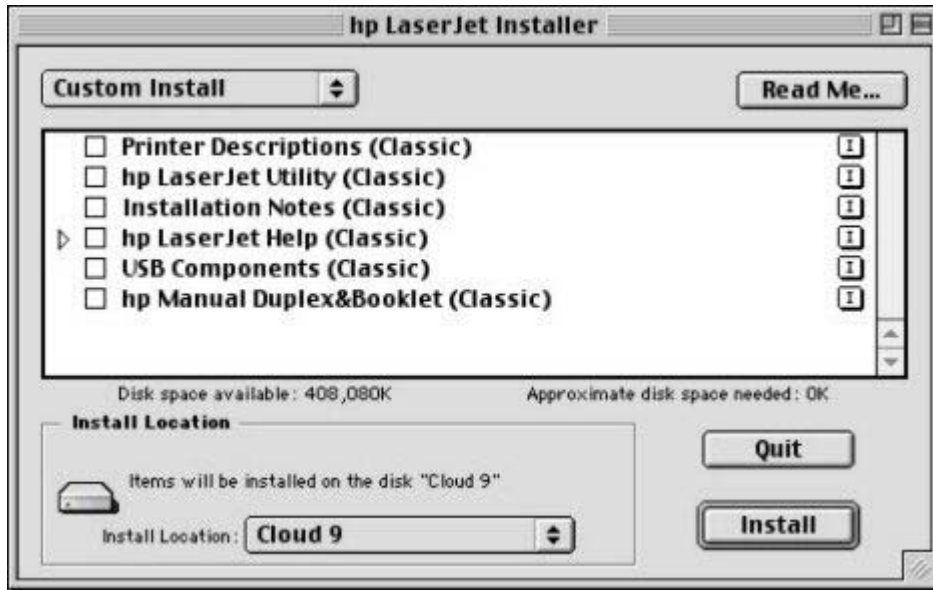 hp LaserJet Installer
Custom Install
Read Me...
Printer Descriptions (Classic)
hp LaserJet Utility (Classic)
Installation Notes (Classic)
hp LaserJet Help (Classic)
USB Components (Classic)
hp Manual Duplex&Booklet (Classic)
Disk space available: 408,080K
Approximate disk space needed: 0K
Install Location
Items will be installed on the disk "Cloud 9"
Install Location: Cloud 9
Quit
Install